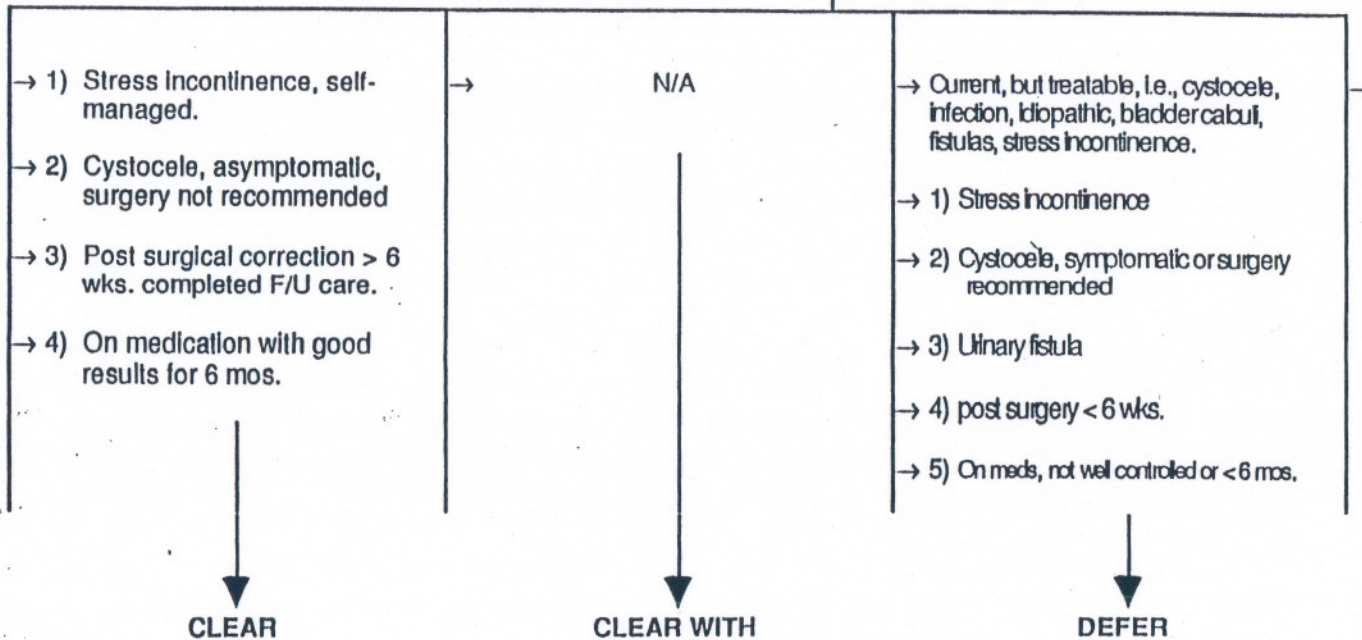 → 1) Stress incontinence, self-
managed.
→ 2) Cystocele, asymptomatic,
surgery not recommended
→ 3) Post surgical correction > 6
wks. completed F/U care.
→ 4) On medication with good
results for 6 mos.
CLEAR
→ N/A
CLEAR WITH
→ Current, but treatable, i.e., cystocele,
infection, idiopathic, bladder calculi,
fistulas, stress incontinence.
→ 1) Stress incontinence
→ 2) Cystocele, symptomatic or surgery
recommended
→ 3) Urinary fistula
→ 4) post surgery < 6 wks.
→ 5) On meds, not well controlled or < 6 mos.
DEFER